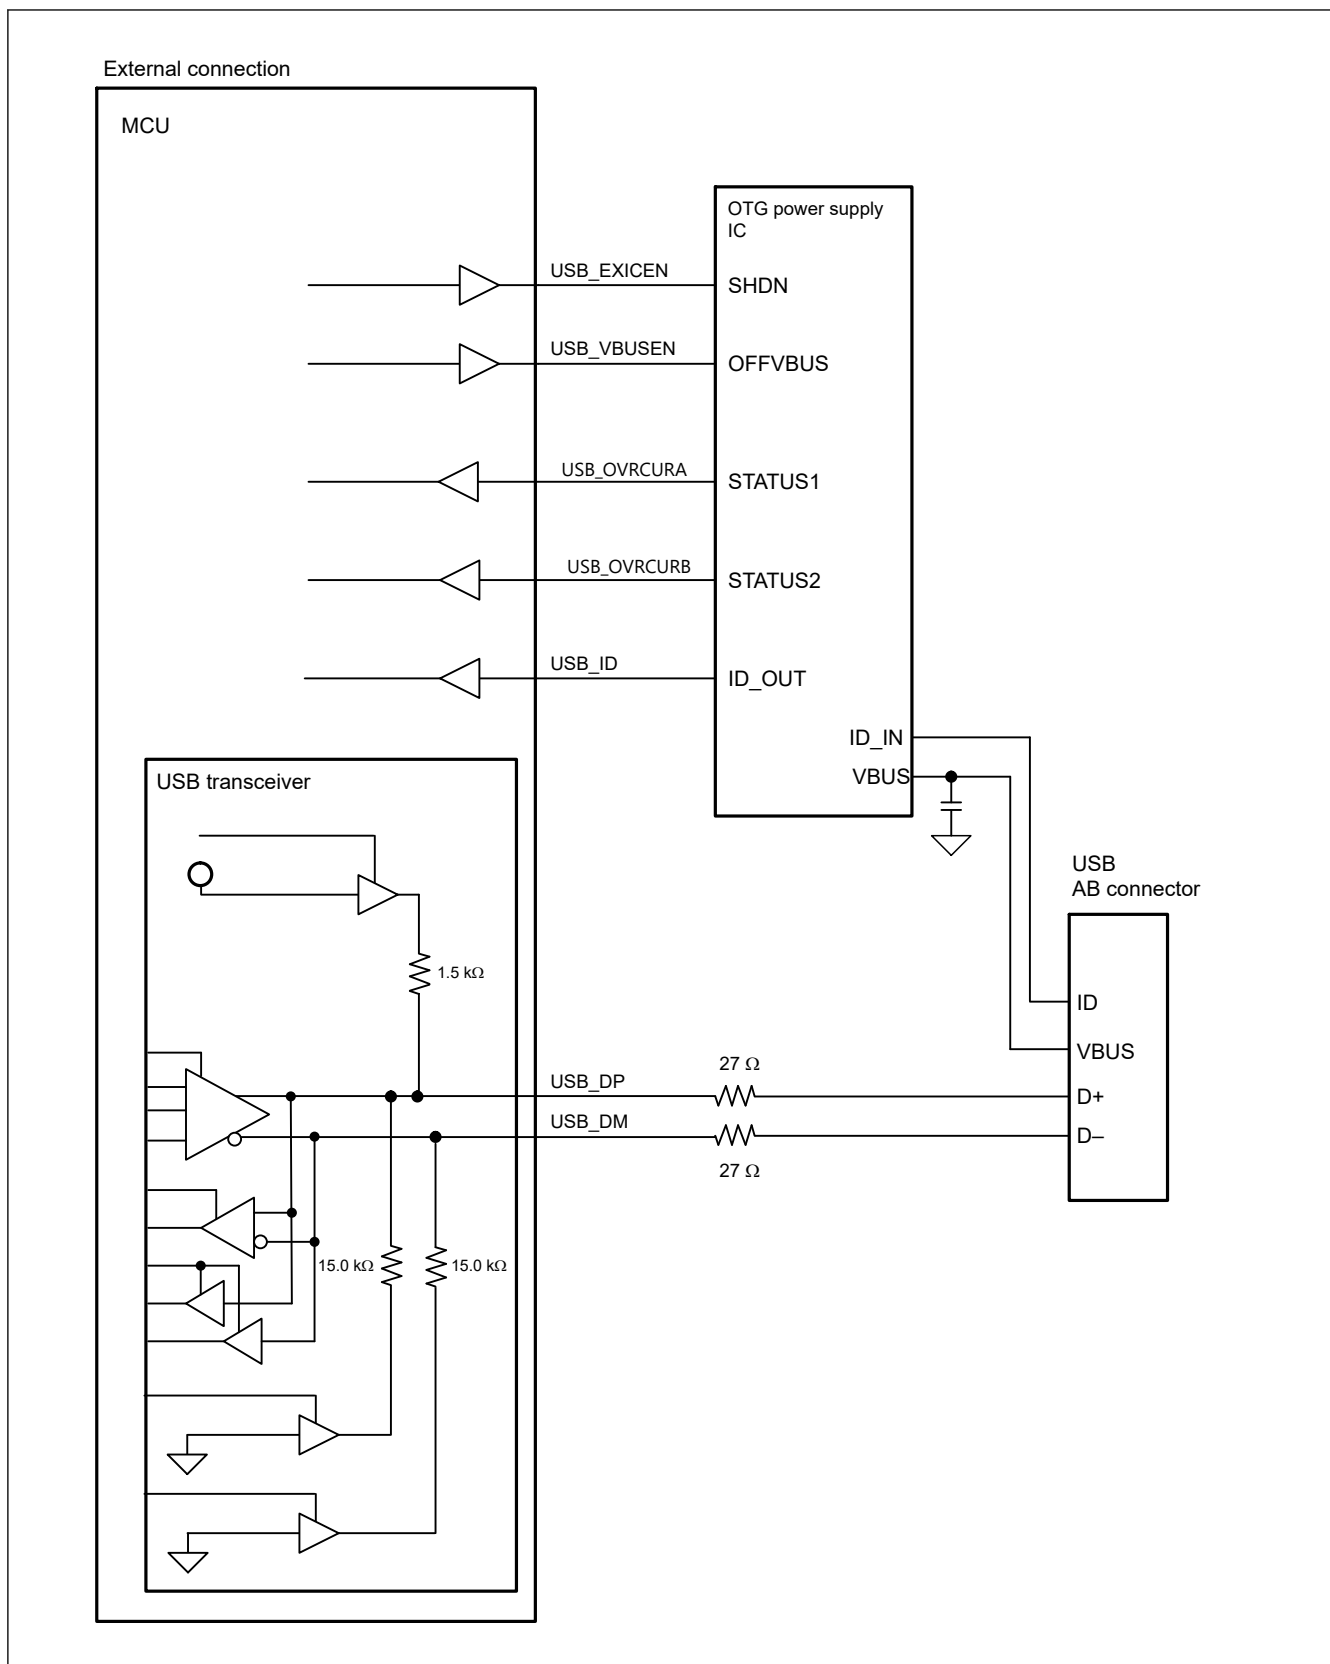 External connection
MCU
OTG power supply
IC
USB_EXICEN
SHDN
USB_VBUSEN
OFFVBUS
USB_OVRCURA
STATUS1
USB_OVRCURB
STATUS2
USB_ID
ID_OUT
ID_IN
VBUS
USB transceiver
USB
AB connector
1.5 kΩ
ID
VBUS
27 Ω
USB_DP
D+
USB_DM
D–
27 Ω
15.0 kΩ
15.0 kΩ